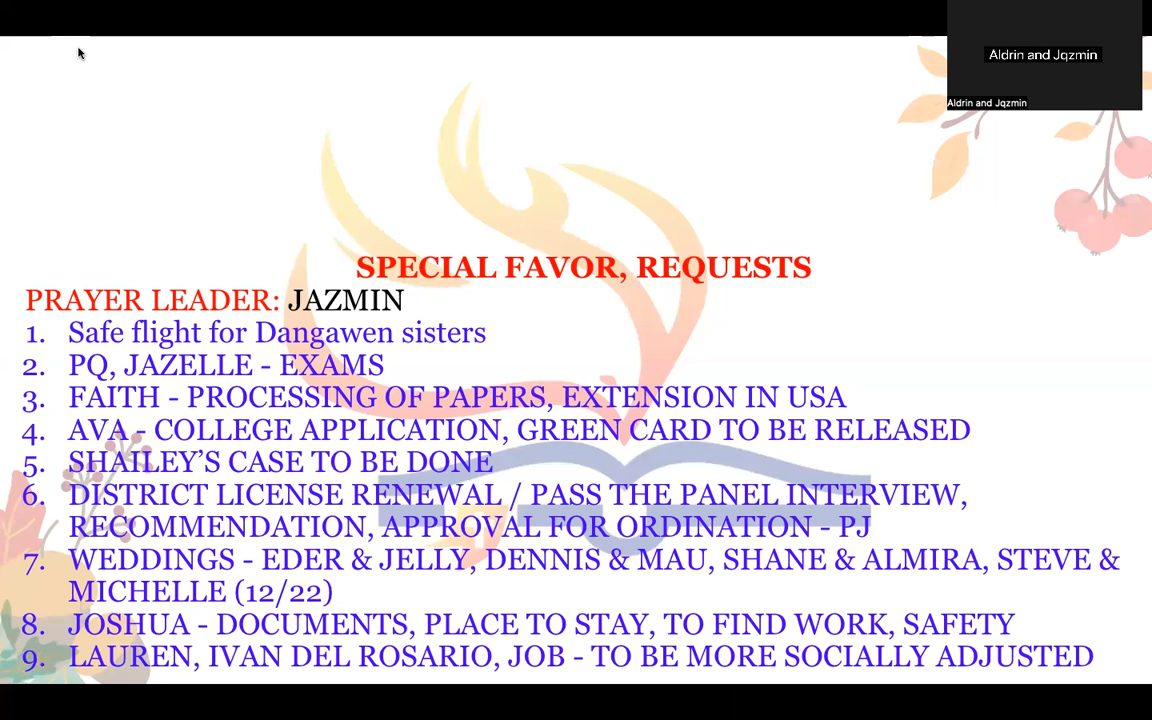 Aldrin and Jqzmin
Aldrin and Jqzmin
SPECIAL FAVOR, REQUESTS
PRAYER LEADER: JAZMIN
1. Safe flight for Dangawen sisters
2. PQ, JAZELLE - EXAMS
3. FAITH - PROCESSING OF PAPERS, EXTENSION IN USA
4. AVA - COLLEGE APPLICATION, GREEN CARD TO BE RELEASED
5. SHAILEY’S CASE TO BE DONE
6. DISTRICT LICENSE RENEWAL / PASS THE PANEL INTERVIEW,
RECOMMENDATION, APPROVAL FOR ORDINATION - PJ
7. WEDDINGS - EDER & JELLY, DENNIS & MAU, SHANE & ALMIRA, STEVE &
MICHELLE (12/22)
8. JOSHUA - DOCUMENTS, PLACE TO STAY, TO FIND WORK, SAFETY
9. LAUREN, IVAN DEL ROSARIO, JOB - TO BE MORE SOCIALLY ADJUSTED